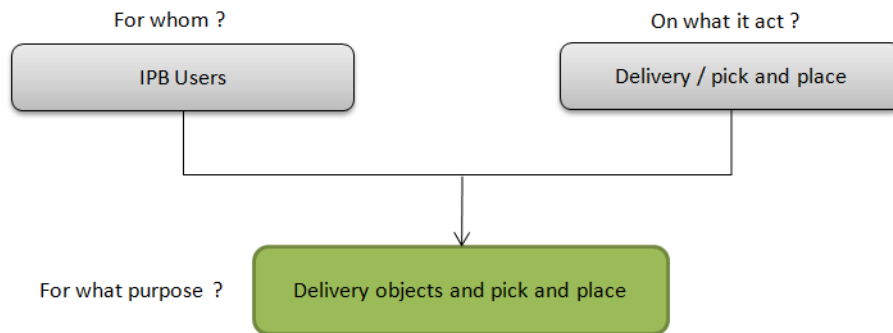 For whom ?
On what it act ?
IPB Users
Delivery / pick and place
For what purpose ?
Delivery objects and pick and place